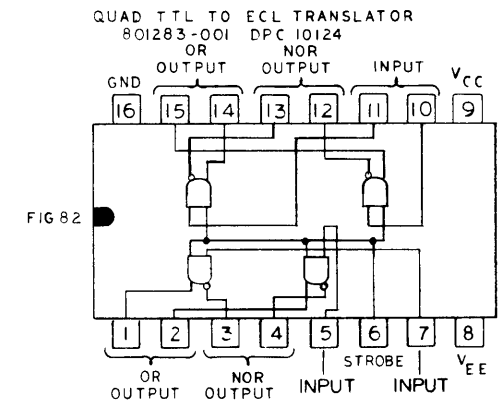 QUAD TTL TO ECL TRANSLATOR
801283-001 DPC 10124
OR OUTPUT
NOR OUTPUT
INPUT
GND
VCC
16 15 14 13 12 11 10 9
FIG 82
1 2 3 4 5 6 7 8
OR OUTPUT
NOR OUTPUT
INPUT
STROBE
INPUT
VEE